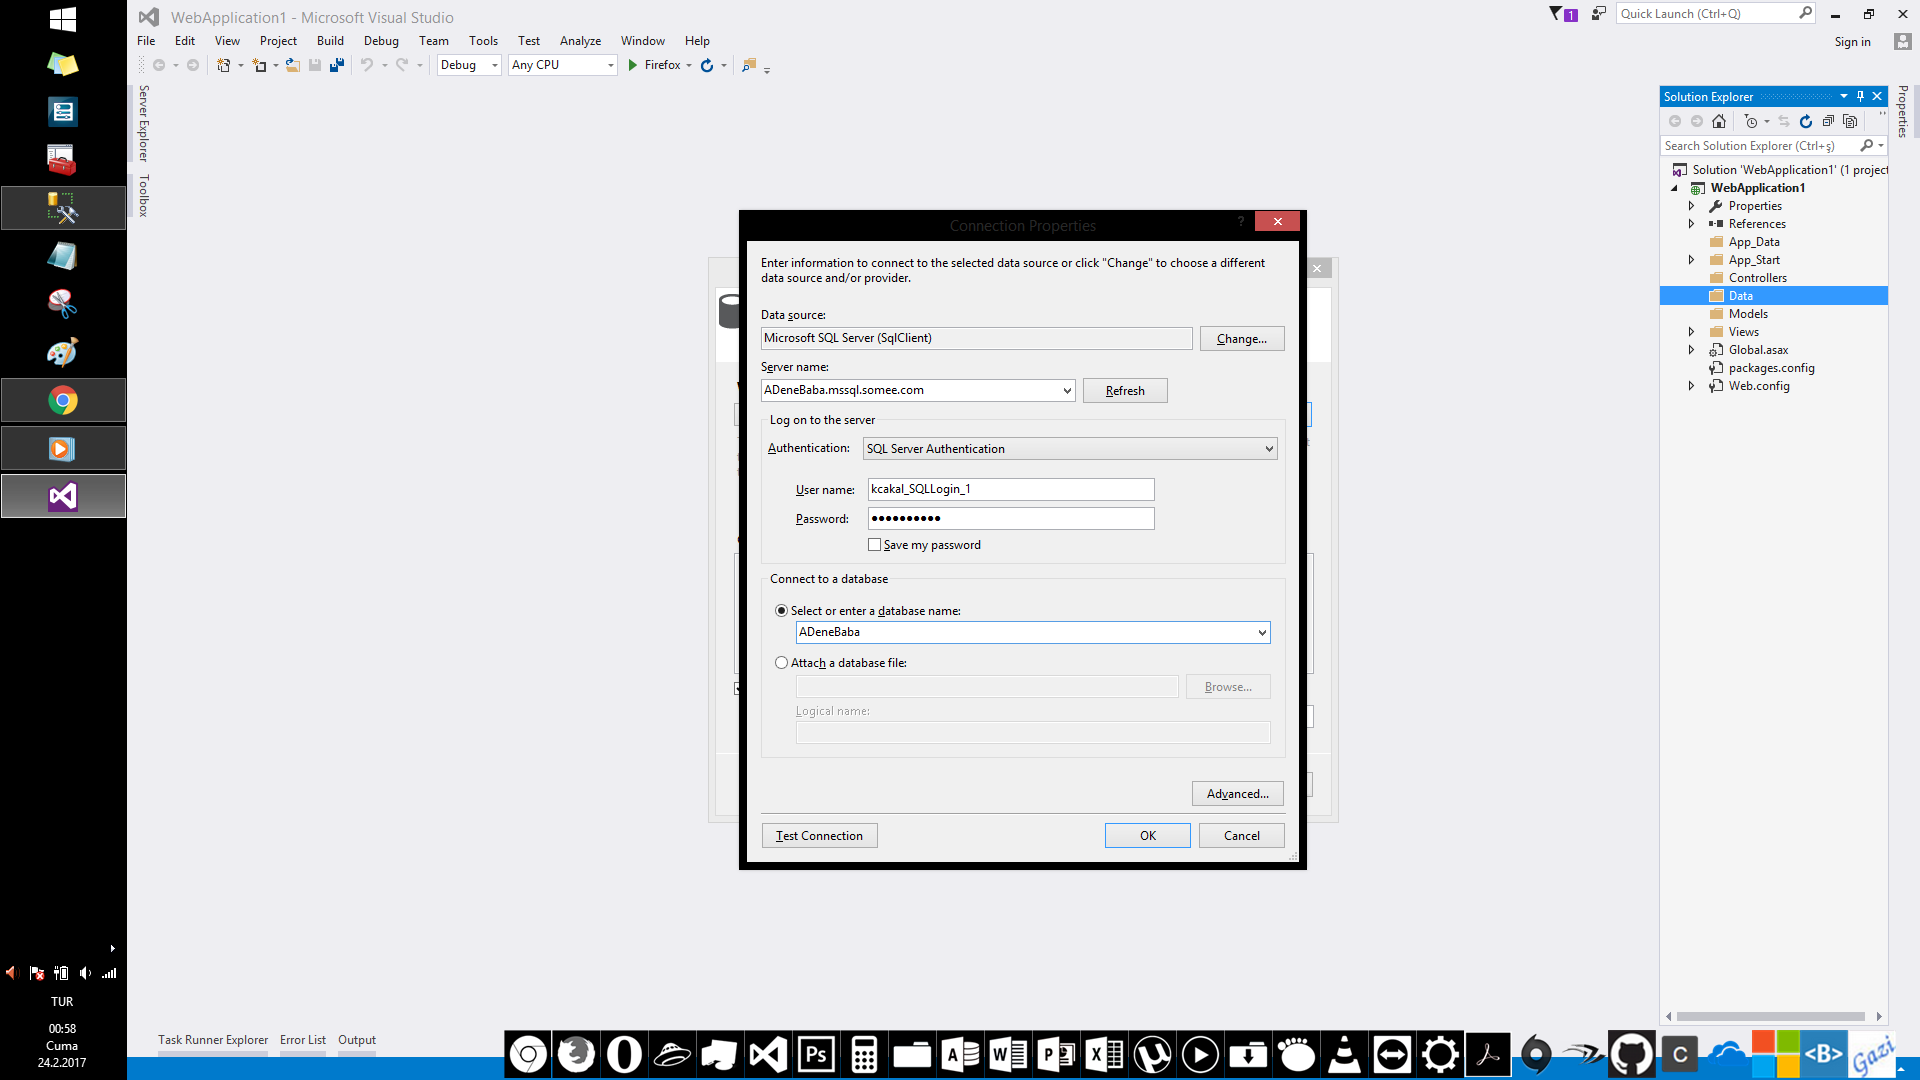 WebApplication1 - Microsoft Visual Studio
1
Quick Launch (Ctrl+Q)
File Edit View Project Build Debug Team Tools Test Analyze Window Help
Sign in
Debug Any CPU Firefox
Server Explorer
Toolbox
Properties
Solution Explorer
Search Solution Explorer (Ctrl+ş)
Solution 'WebApplication1' (1 project
WebApplication1
Properties
References
App_Data
App_Start
Controllers
Data
Models
Views
Global.asax
packages.config
Web.config
Connection Properties
?
Enter information to connect to the selected data source or click "Change" to choose a different
data source and/or provider.
Data source:
Microsoft SQL Server (SqlClient)
Change...
Server name:
ADeneBaba.mssql.somee.com
Refresh
Log on to the server
Authentication: SQL Server Authentication
User name: kcakal_SQLLogin_1
Password: ●●●●●●●●●●
Save my password
Connect to a database
Select or enter a database name:
ADeneBaba
Attach a database file:
Browse...
Logical name:
Advanced...
Test Connection OK Cancel
TUR
00:58
Cuma
24.2.2017
Task Runner Explorer Error List Output
Ps
A
W
P
X
C
<B>
Gazi